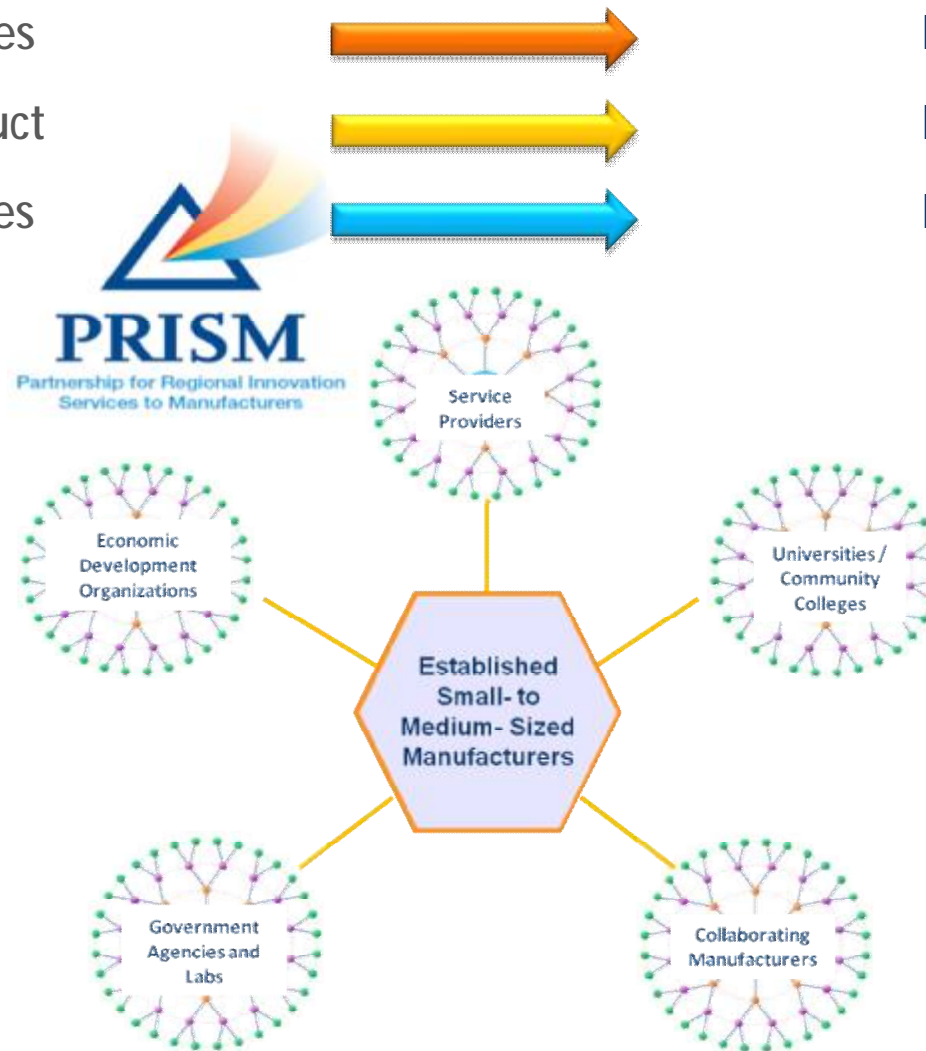 es
uct
es
PRISM
Partnership for Regional Innovation
Services to Manufacturers
Service
Providers
Economic
Development
Organizations
Universities /
Community
Colleges
Established
Small- to
Medium- Sized
Manufacturers
Government
Agencies and
Labs
Collaborating
Manufacturers